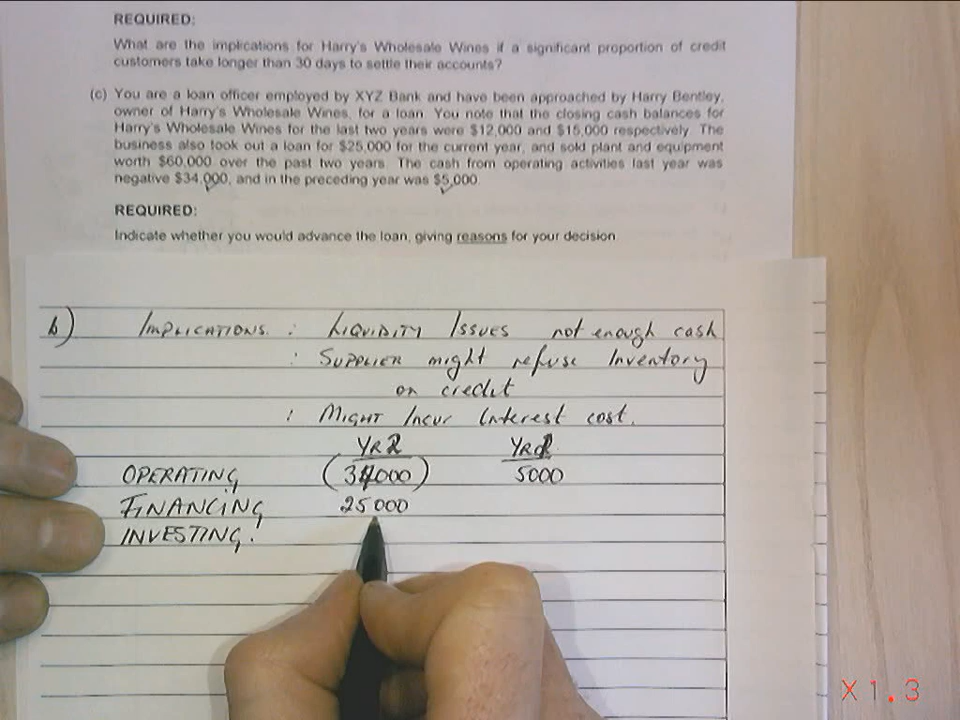 REQUIRED:
What are the implications for Harry's Wholesale Wines if a significant proportion of credit
customers take longer than 30 days to settle their accounts?
(c) You are a loan officer employed by XYZ Bank and have been approached by Harry Bentley,
owner of Harry's Wholesale Wines, for a loan. You note that the closing cash balances for
Harry's Wholesale Wines for the last two years were $12,000 and $15,000 respectively. The
business also took out a loan for $25,000 for the current year, and sold plant and equipment
worth $60,000 over the past two years. The cash from operating activities last year was
negative $34,000, and in the preceding year was $5,000.
REQUIRED:
Indicate whether you would advance the loan, giving reasons for your decision.
b) IMPLICATIONS : LIQUIDITY ISSUES not enough cash
: SUPPLIER might refuse Inventory
on credit
: MIGHT Incur Interest cost.
YR2 YR1
OPERATING (34000) 5000
FINANCING 25000
INVESTING.
X1.3